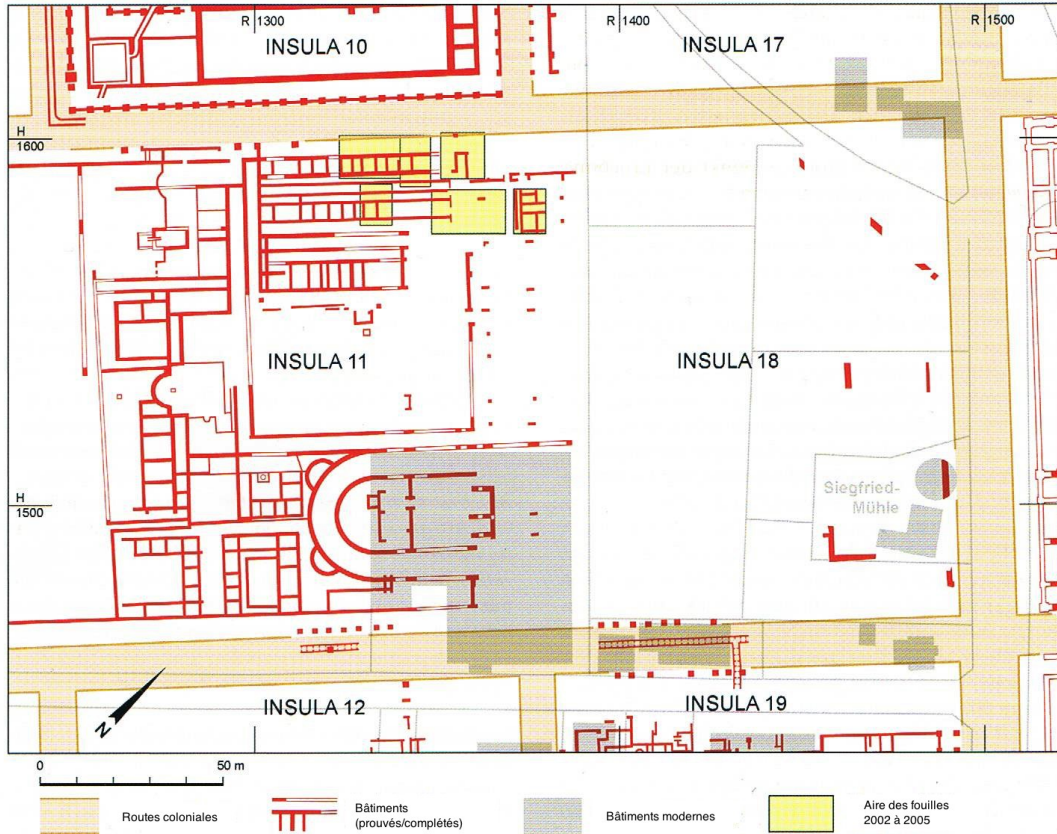 R 1300
R 1400
R 1500
INSULA 10
INSULA 17
H
1600
INSULA 11
INSULA 18
Siegfried-
Mühle
H
1500
INSULA 12
INSULA 19
N
0
50 m
Routes coloniales
Bâtiments
(prouvés/complétés)
Bâtiments modernes
Aire des fouilles
2002 à 2005